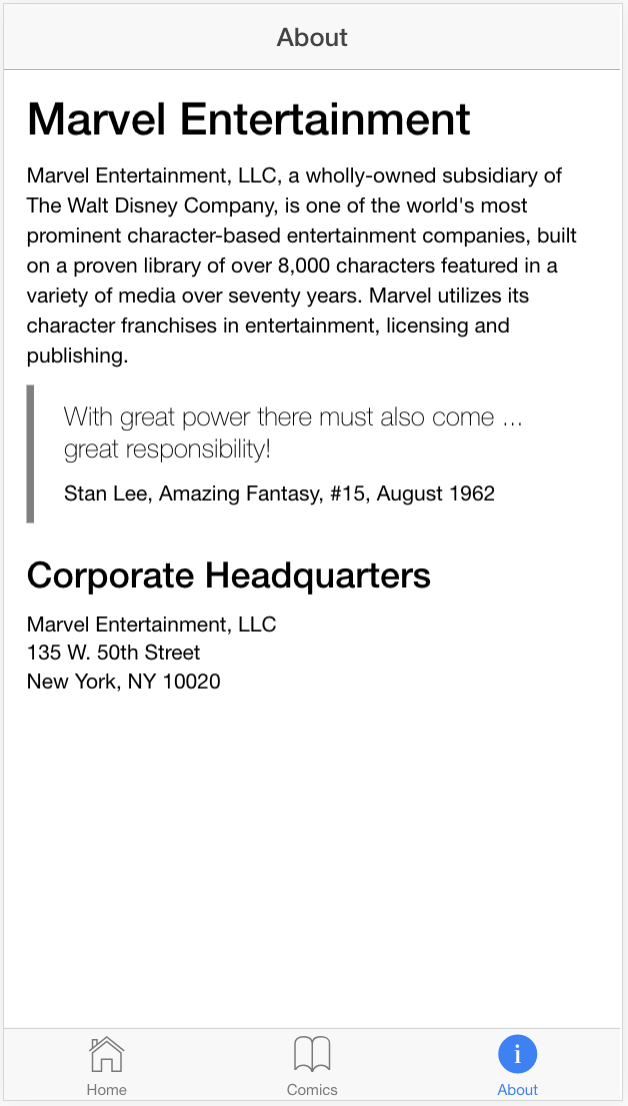 About
Marvel Entertainment
Marvel Entertainment, LLC, a wholly-owned subsidiary of
The Walt Disney Company, is one of the world's most
prominent character-based entertainment companies, built
on a proven library of over 8,000 characters featured in a
variety of media over seventy years. Marvel utilizes its
character franchises in entertainment, licensing and
publishing.
With great power there must also come ...
great responsibility!
Stan Lee, Amazing Fantasy, #15, August 1962
Corporate Headquarters
Marvel Entertainment, LLC
135 W. 50th Street
New York, NY 10020
Home
Comics
About